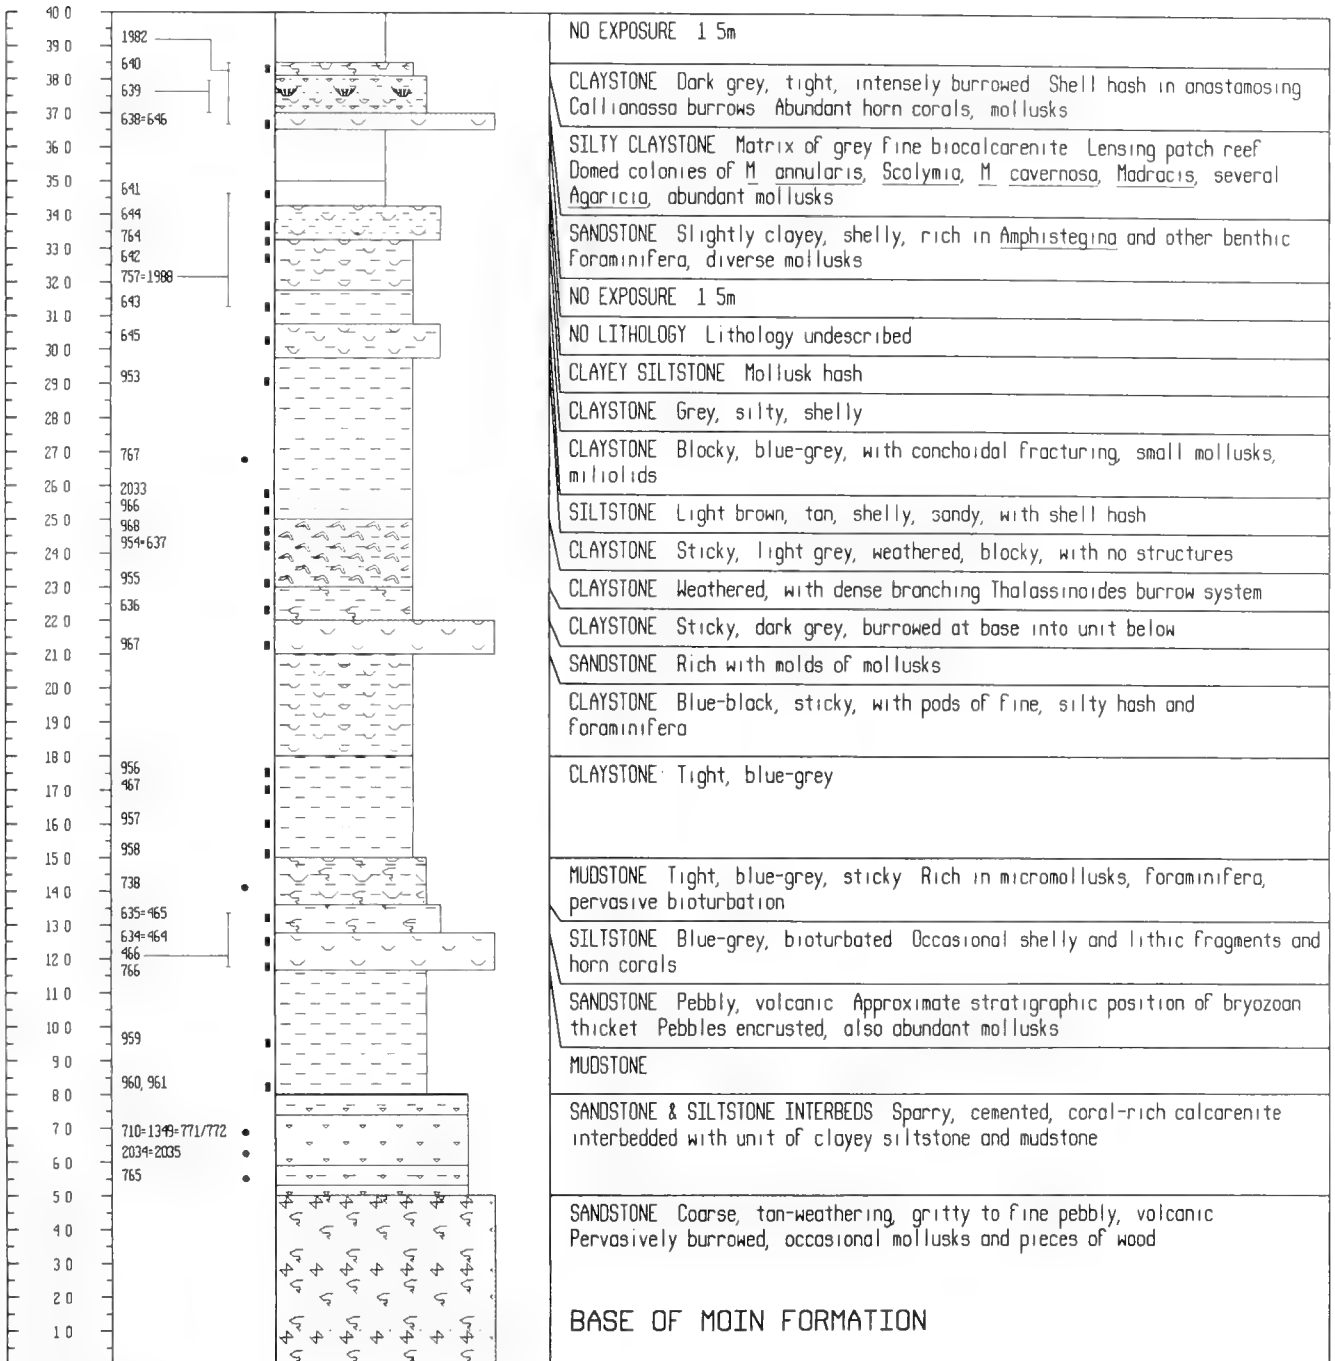 40 0
39 0
38 0
37 0
36 0
35 0
34 0
33 0
32 0
31 0
30 0
29 0
28 0
27 0
26 0
25 0
24 0
23 0
22 0
21 0
20 0
19 0
18 0
17 0
16 0
15 0
14 0
13 0
12 0
11 0
10 0
9 0
8 0
7 0
6 0
5 0
4 0
3 0
2 0
1 0
1982
640
639
638=646
641
644
764
642
757=1988
643
645
953
767
2033
966
968
954=637
955
636
967
956
467
957
958
738
635=465
634=464
466
766
959
960, 961
710=1349=771/772
2034=2035
765
NO EXPOSURE 1 5m
CLAYSTONE Dark grey, tight, intensely burrowed Shell hash in anastamosing
Callianassa burrows Abundant horn corals, mollusks
SILTY CLAYSTONE Matrix of grey fine biocalcarenite Lensing patch reef
Domed colonies of M annularis, Scolymia, M cavernosa, Madracis, several
Agaricia, abundant mollusks
SANDSTONE Slightly clayey, shelly, rich in Amphistegina and other benthic
foraminifera, diverse mollusks
NO EXPOSURE 1 5m
NO LITHOLOGY Lithology undescribed
CLAYEY SILTSTONE Mollusk hash
CLAYSTONE Grey, silty, shelly
CLAYSTONE Blocky, blue-grey, with conchoidal fracturing, small mollusks,
miliolids
SILTSTONE Light brown, tan, shelly, sandy, with shell hash
CLAYSTONE Sticky, light grey, weathered, blocky, with no structures
CLAYSTONE Weathered, with dense branching Thalassinoides burrow system
CLAYSTONE Sticky, dark grey, burrowed at base into unit below
SANDSTONE Rich with molds of mollusks
CLAYSTONE Blue-black, sticky, with pods of fine, silty hash and
foraminifera
CLAYSTONE Tight, blue-grey
MUDSTONE Tight, blue-grey, sticky Rich in micromollusks, foraminifera,
pervasive bioturbation
SILTSTONE Blue-grey, bioturbated Occasional shelly and lithic fragments and
horn corals
SANDSTONE Pebbly, volcanic Approximate stratigraphic position of bryozoan
thicket Pebbles encrusted, also abundant mollusks
MUDSTONE
SANDSTONE & SILTSTONE INTERBEDS Sparry, cemented, coral-rich calcarenite
interbedded with unit of clayey siltstone and mudstone
SANDSTONE Coarse, tan-weathering, gritty to fine pebbly, volcanic
Pervasively burrowed, occasional mollusks and pieces of wood
BASE OF MOIN FORMATION